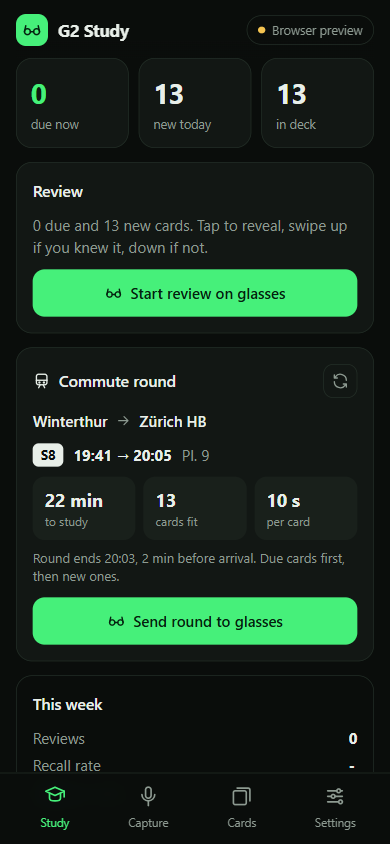 G2 Study
Browser preview
0
due now
13
new today
13
in deck
Review
0 due and 13 new cards. Tap to reveal, swipe up
if you knew it, down if not.
Start review on glasses
Commute round
Winterthur → Zürich HB
S8 19:41 → 20:05 Pl. 9
22 min
to study
13
cards fit
10 s
per card
Round ends 20:03, 2 min before arrival. Due cards first,
then new ones.
Send round to glasses
This week
Reviews 0
Recall rate -
Study
Capture
Cards
Settings